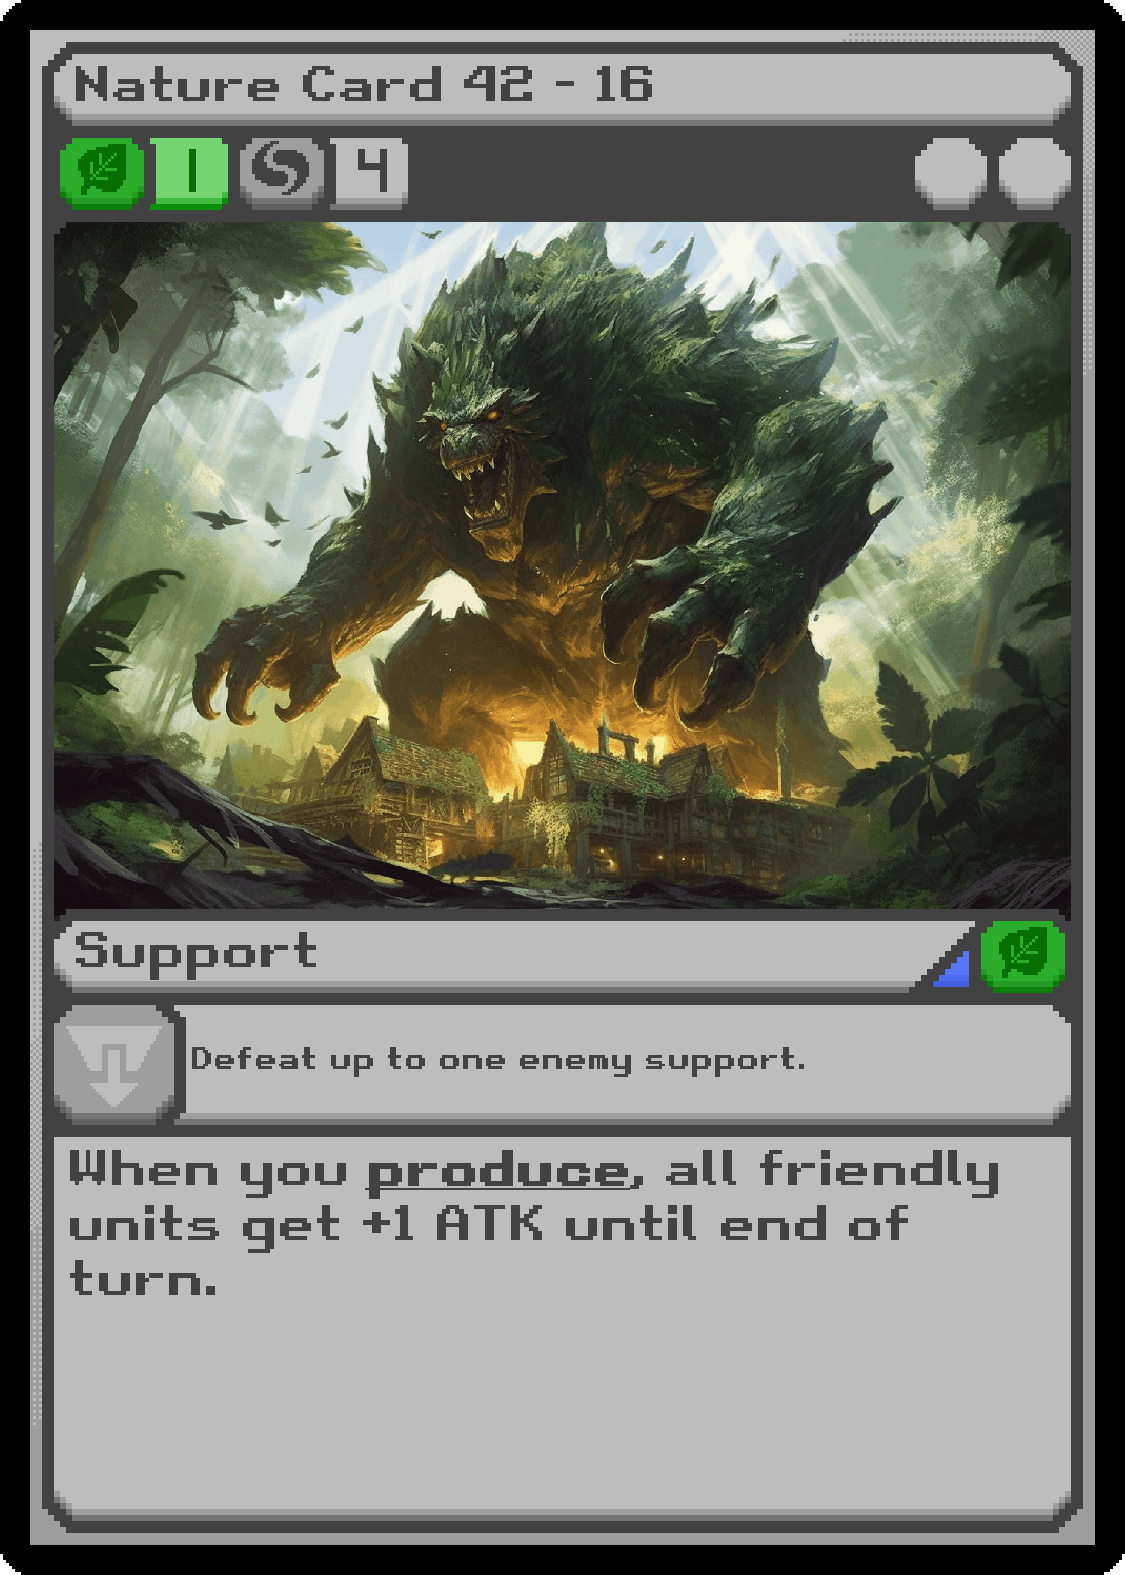 Nature Card 42 - 16
1 4
Support
Defeat up to one enemy support.
When you produce, all friendly
units get +1 ATK until end of
turn.